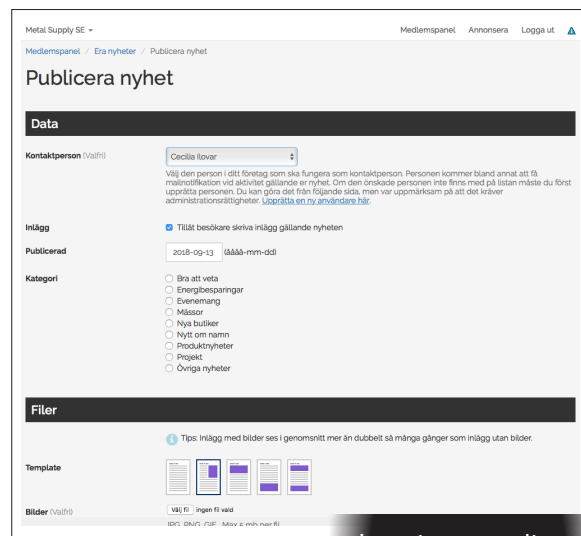 Metal Supply SE
Medlemspanel Annonsera Logga ut
Medlemspanel / Era nyheter / Publicera nyhet
Publicera nyhet
Data
Kontaktperson (Valfri)
Cecilia Ilovar
Välj den person i ditt företag som ska fungera som kontaktperson. Personen kommer bland annat att få
mailnotifikation vid aktivitet gällande er nyhet. Om den önskade personen inte finns med på listan måste du först
upprätta personen. Du kan göra det från följande sida, men var uppmärksam på att det kräver
administrationsrättigheter. Upprätta en ny användare här.
Inlägg
Tillåt besökare skriva inlägg gällande nyheten
Publicerad
2018-09-13 (åååå-mm-dd)
Kategori
Bra att veta
Energibesparingar
Evenemang
Mässor
Nya butiker
Nytt om namn
Produktnyheter
Projekt
Övriga nyheter
Filer
Tips: Inlägg med bilder ses i genomsnitt mer än dubbelt så många gånger som inlägg utan bilder.
Template
Bilder (Valfri)
Välj fil ingen fil vald
JPG, PNG, GIF. Max 5 mb per fil